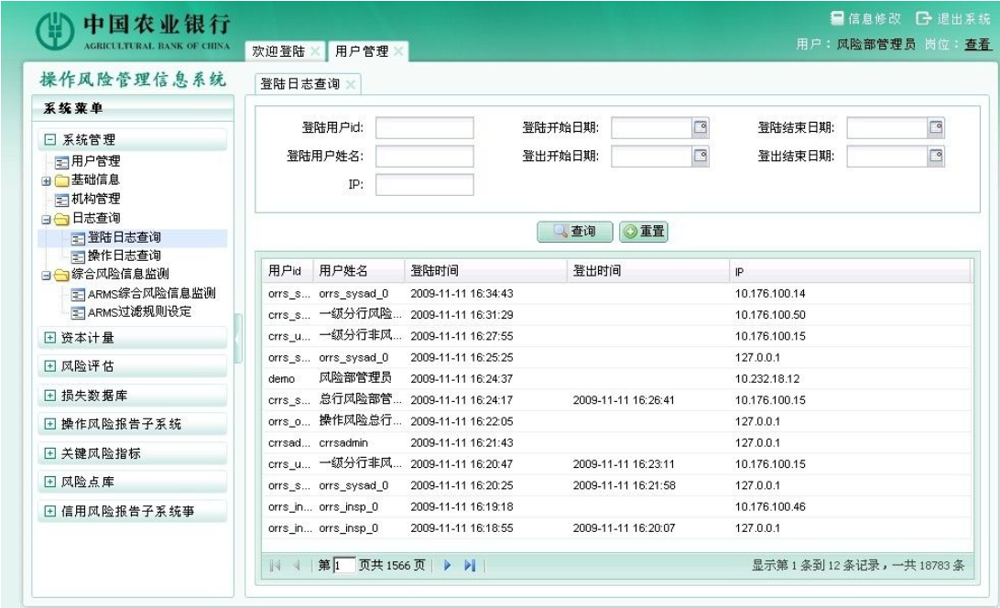 中国农业银行
AGRICULTURAL BANK OF CHINA
信息修改 退出系统
用户：风险部管理员 岗位：查看
欢迎登陆 用户管理
操作风险管理信息系统
系统菜单
系统管理
用户管理
基础信息
机构管理
日志查询
登陆日志查询
操作日志查询
综合风险信息监测
ARMS综合风险信息监测
ARMS过滤规则设定
资本计量
风险评估
损失数据库
操作风险报告子系统
关键风险指标
风险点库
信用风险报告子系统事
登陆日志查询
登陆用户id: 登陆开始日期: 登陆结束日期:
登陆用户姓名: 登出开始日期: 登出结束日期:
IP:
查询 重置
用户id 用户姓名 登陆时间 登出时间 IP
orrs_s... orrs_sysad_0 2009-11-11 16:34:43 10.176.100.14
crrs_s... 一级分行风险... 2009-11-11 16:31:29 10.176.100.50
crrs_u... 一级分行非风... 2009-11-11 16:27:55 10.176.100.15
orrs_s... orrs_sysad_0 2009-11-11 16:25:25 127.0.0.1
demo 风险部管理员 2009-11-11 16:24:37 10.232.18.12
crrs_s... 总行风险部管... 2009-11-11 16:24:17 2009-11-11 16:26:41 10.176.100.15
orrs_o... 操作风险总行... 2009-11-11 16:22:05 127.0.0.1
crrsad... crrsadmin 2009-11-11 16:21:43 127.0.0.1
crrs_u... 一级分行非风... 2009-11-11 16:20:47 2009-11-11 16:23:11 10.176.100.15
orrs_s... orrs_sysad_0 2009-11-11 16:20:25 2009-11-11 16:21:58 127.0.0.1
orrs_in... orrs_insp_0 2009-11-11 16:19:18 10.176.100.46
orrs_in... orrs_insp_0 2009-11-11 16:18:55 2009-11-11 16:20:07 127.0.0.1
第 1 页共 1566 页 显示第 1 条到 12 条记录，一共 18783 条